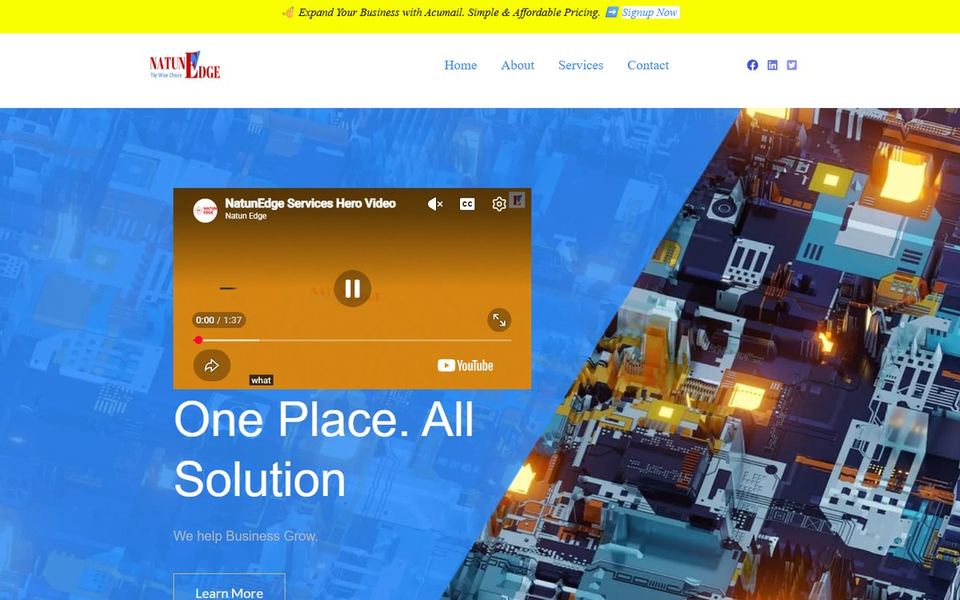 Expand Your Business with Acumail. Simple & Affordable Pricing. Signup Now
NATUNEDGE
The Wise Choice
Home About Services Contact
NatunEdge Services Hero Video
Natun Edge
CC
0:00 / 1:37
YouTube
what
One Place. All
Solution
We help Business Grow.
Learn More